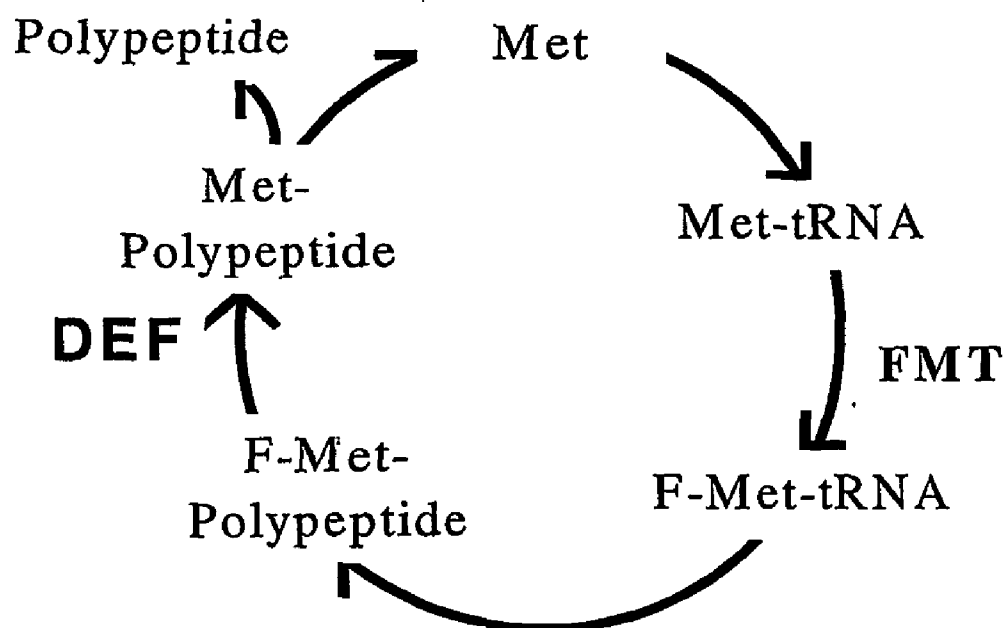 Polypeptide
Met
Met-
Polypeptide
Met-tRNA
DEF
FMT
F-Met-
Polypeptide
F-Met-tRNA